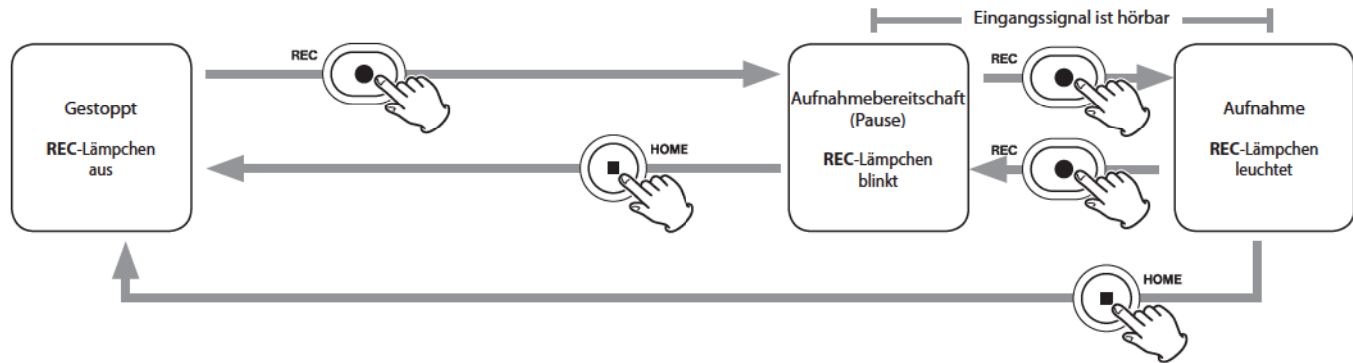 Eingangssignal ist hörbar
REC
REC
Gestoppt
REC-Lämpchen
aus
Aufnahmebereitschaft
(Pause)
REC-Lämpchen
blinkt
Aufnahme
REC-Lämpchen
leuchtet
HOME
REC
HOME